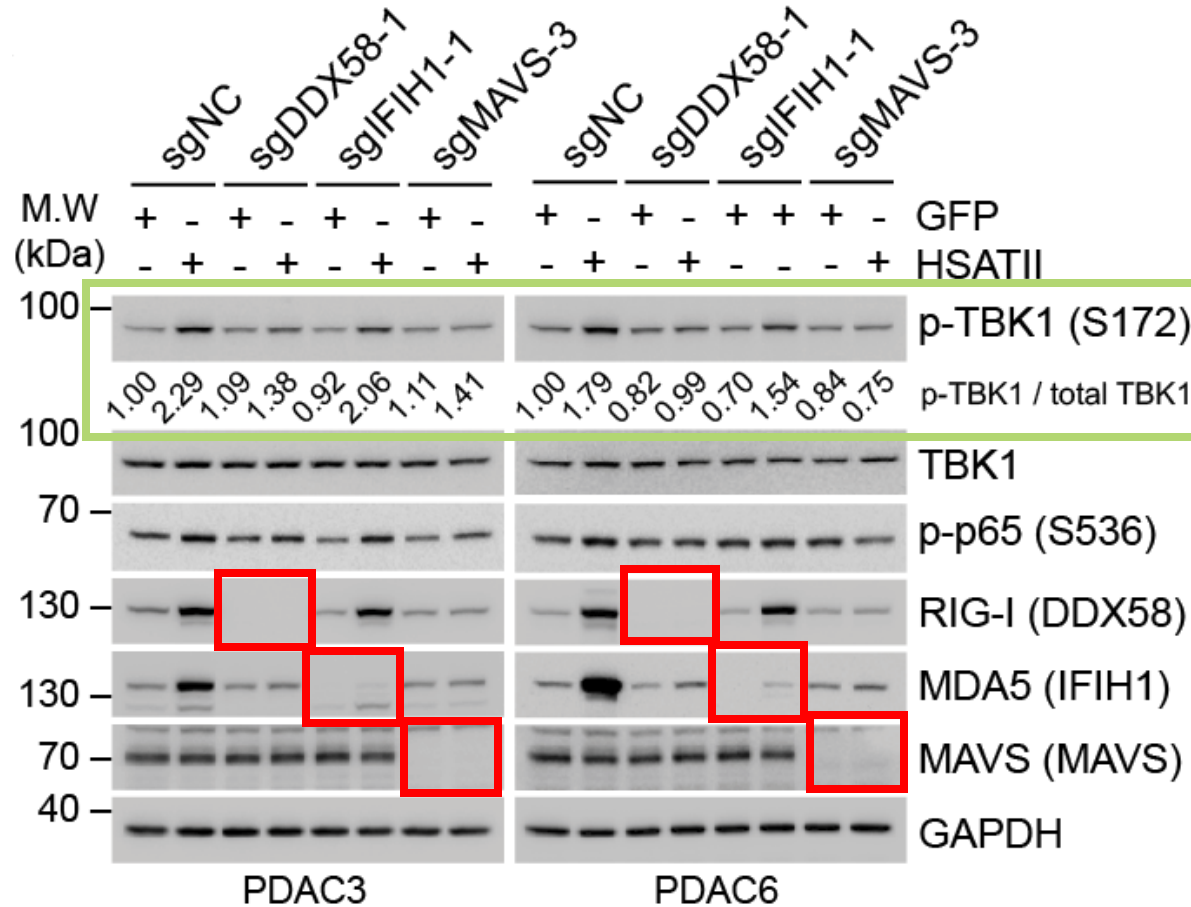 sgNC sgDDX58-1 sgIFIH1-1 sgMAVS-3 sgNC sgDDX58-1 sgIFIH1-1 sgMAVS-3
M.W
(kDa)
+ - + - + - + - + - + - + + + - GFP
- + - + - + - + - + - + - + - + HSATII
100 p-TBK1 (S172)
1.00 2.29 1.09 1.38 0.92 2.06 1.11 1.41 1.00 1.79 0.82 0.99 0.70 1.54 0.84 0.75 p-TBK1 / total TBK1
100 TBK1
70 p-p65 (S536)
130 RIG-I (DDX58)
130 MDA5 (IFIH1)
70 MAVS (MAVS)
40 GAPDH
PDAC3 PDAC6